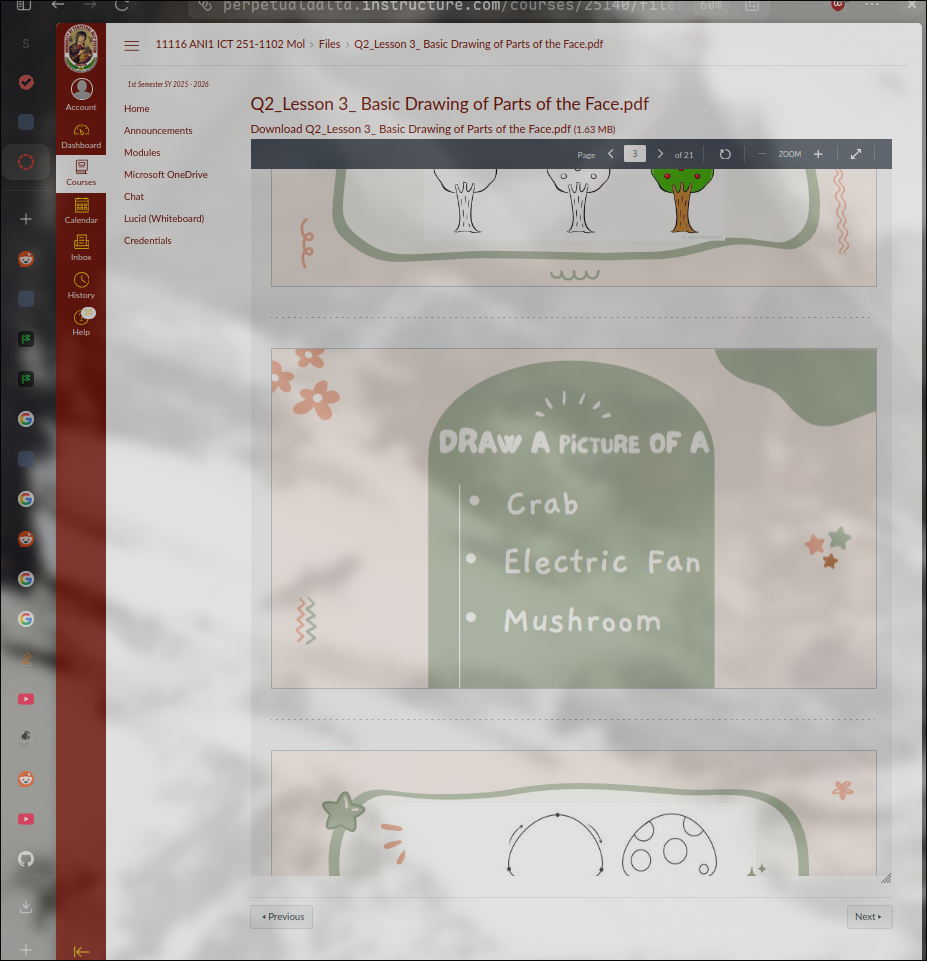 perpetualdalta.instructure.com/courses/25140/file
60%
S
11116 ANI1 ICT 251-1102 Mol › Files › Q2_Lesson 3_ Basic Drawing of Parts of the Face.pdf
Account
Dashboard
Courses
Calendar
Inbox
History
Help
1st Semester SY 2025 - 2026
Home
Announcements
Modules
Microsoft OneDrive
Chat
Lucid (Whiteboard)
Credentials
Q2_Lesson 3_ Basic Drawing of Parts of the Face.pdf
Download Q2_Lesson 3_ Basic Drawing of Parts of the Face.pdf (1.63 MB)
Page 3 of 21 ZOOM
DRAW A PiCTURE OF A
• Crab
• Electric Fan
• Mushroom
Previous
Next